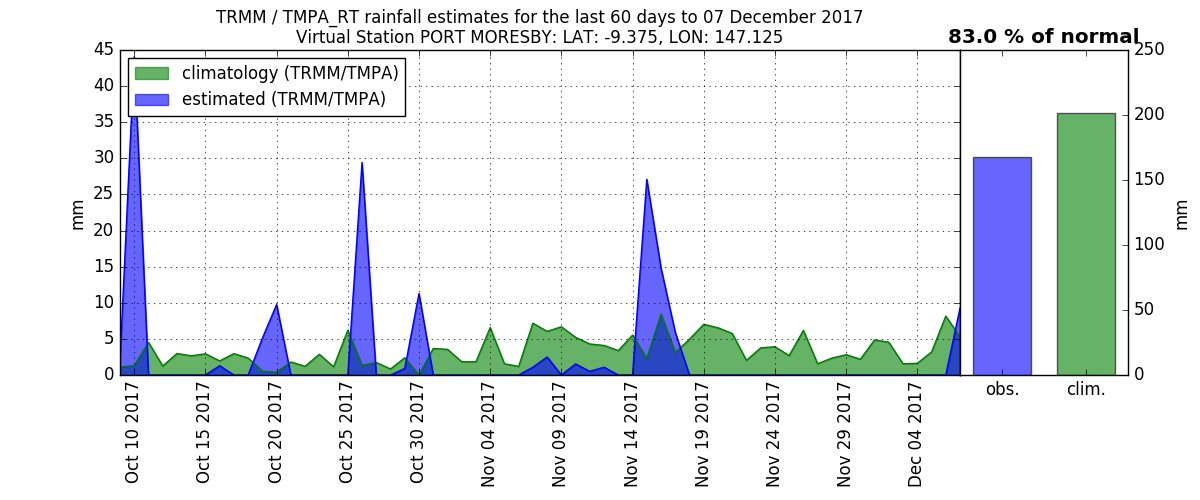 TRMM / TMPA_RT rainfall estimates for the last 60 days to 07 December 2017
Virtual Station PORT MORESBY: LAT: -9.375, LON: 147.125
83.0 % of normal
climatology (TRMM/TMPA)
estimated (TRMM/TMPA)
45
40
35
30
25
20
15
10
5
0
mm
250
200
150
100
50
0
mm
Oct 10 2017
Oct 15 2017
Oct 20 2017
Oct 25 2017
Oct 30 2017
Nov 04 2017
Nov 09 2017
Nov 14 2017
Nov 19 2017
Nov 24 2017
Nov 29 2017
Dec 04 2017
obs.
clim.